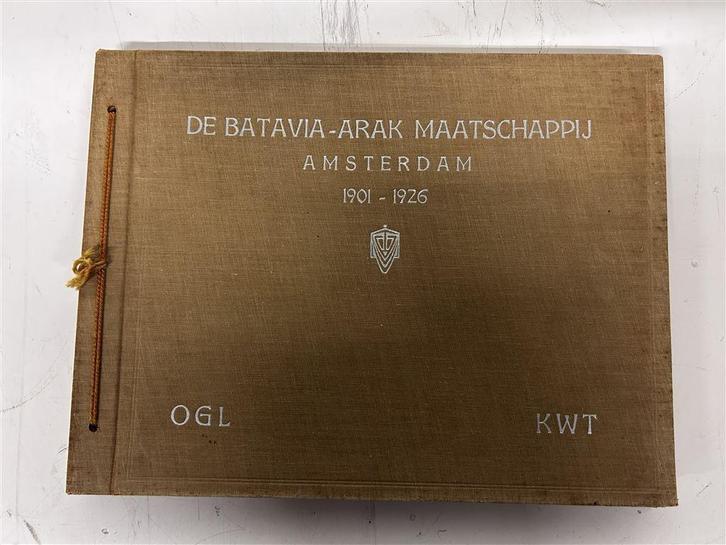 DE BATAVIA-ARAK MAATSCHAPPIJ
AMSTERDAM
1901 - 1926
OGL KWT